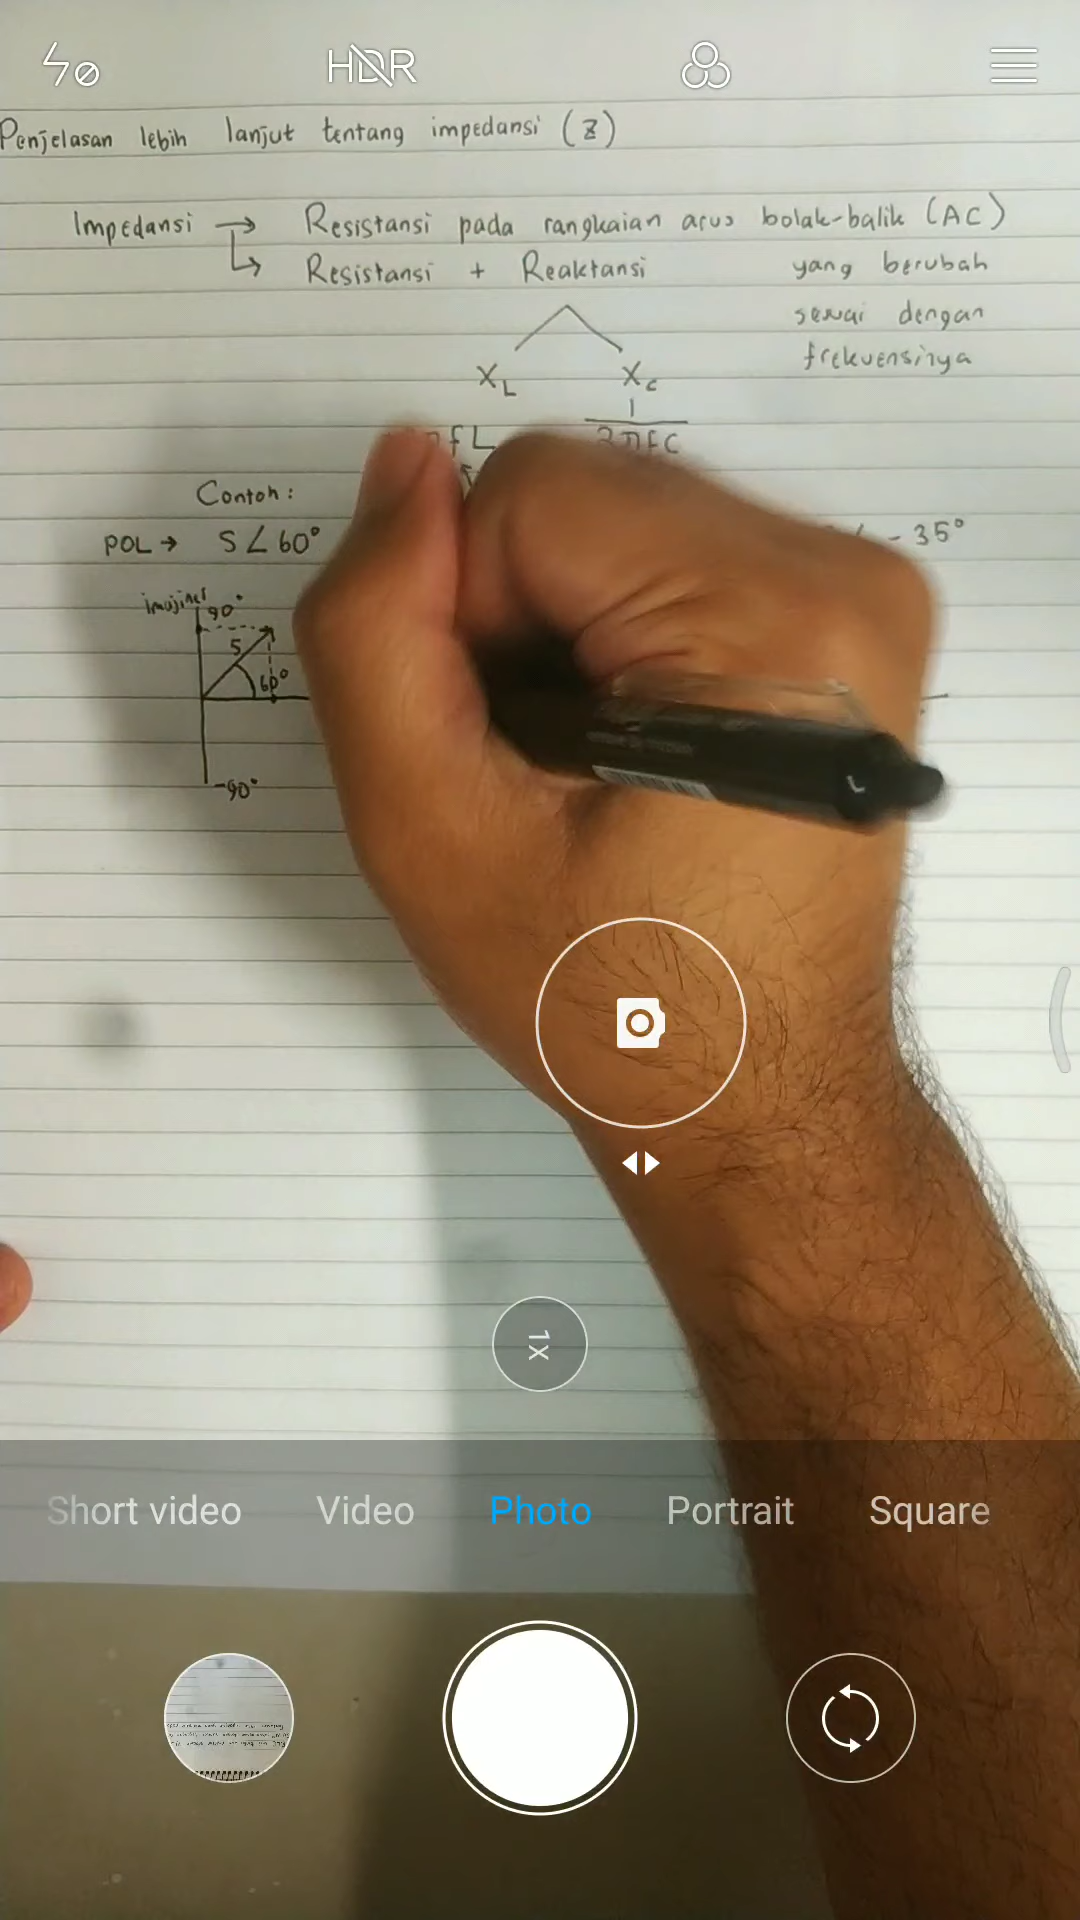 HDR
Penjelasan lebih lanjut tentang impedansi (Z)
Impedansi → Resistansi pada rangkaian arus bolak-balik (AC)
↳ Resistansi + Reaktansi yang berubah
sesuai dengan
frekuensinya
XL XC
fL 1
2πfC
Contoh:
POL → 5∠60° ∠-35°
imajiner 90°
5
60°
-90°
1X
Short video Video Photo Portrait Square